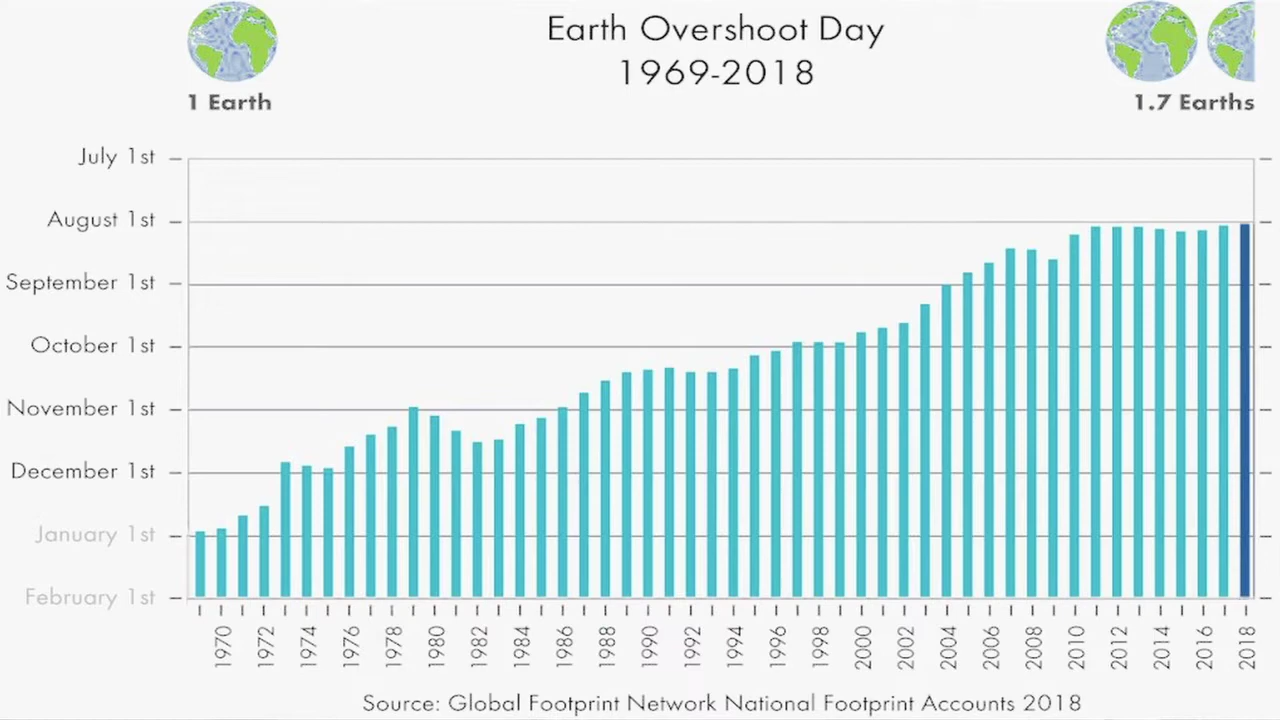 Earth Overshoot Day
1969-2018
1 Earth
1.7 Earths
July 1st
August 1st
September 1st
October 1st
November 1st
December 1st
January 1st
February 1st
1970
1972
1974
1976
1978
1980
1982
1984
1986
1988
1990
1992
1994
1996
1998
2000
2002
2004
2006
2008
2010
2012
2014
2016
2018
Source: Global Footprint Network National Footprint Accounts 2018